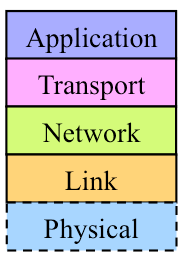 Application
Transport
Network
Link
Physical